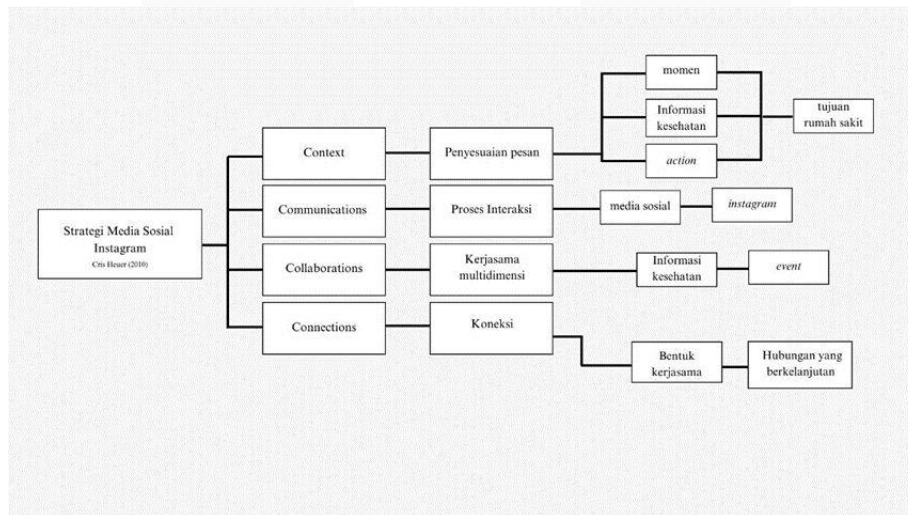 Strategi Media Sosial
Instagram
Cris Heuer (2010)
Context
Penyesuaian pesan
momen
Informasi
kesehatan
action
tujuan
rumah sakit
Communications
Proses Interaksi
media sosial
instagram
Collaborations
Kerjasama
multidimensi
Informasi
kesehatan
event
Connections
Koneksi
Bentuk
kerjasama
Hubungan yang
berkelanjutan